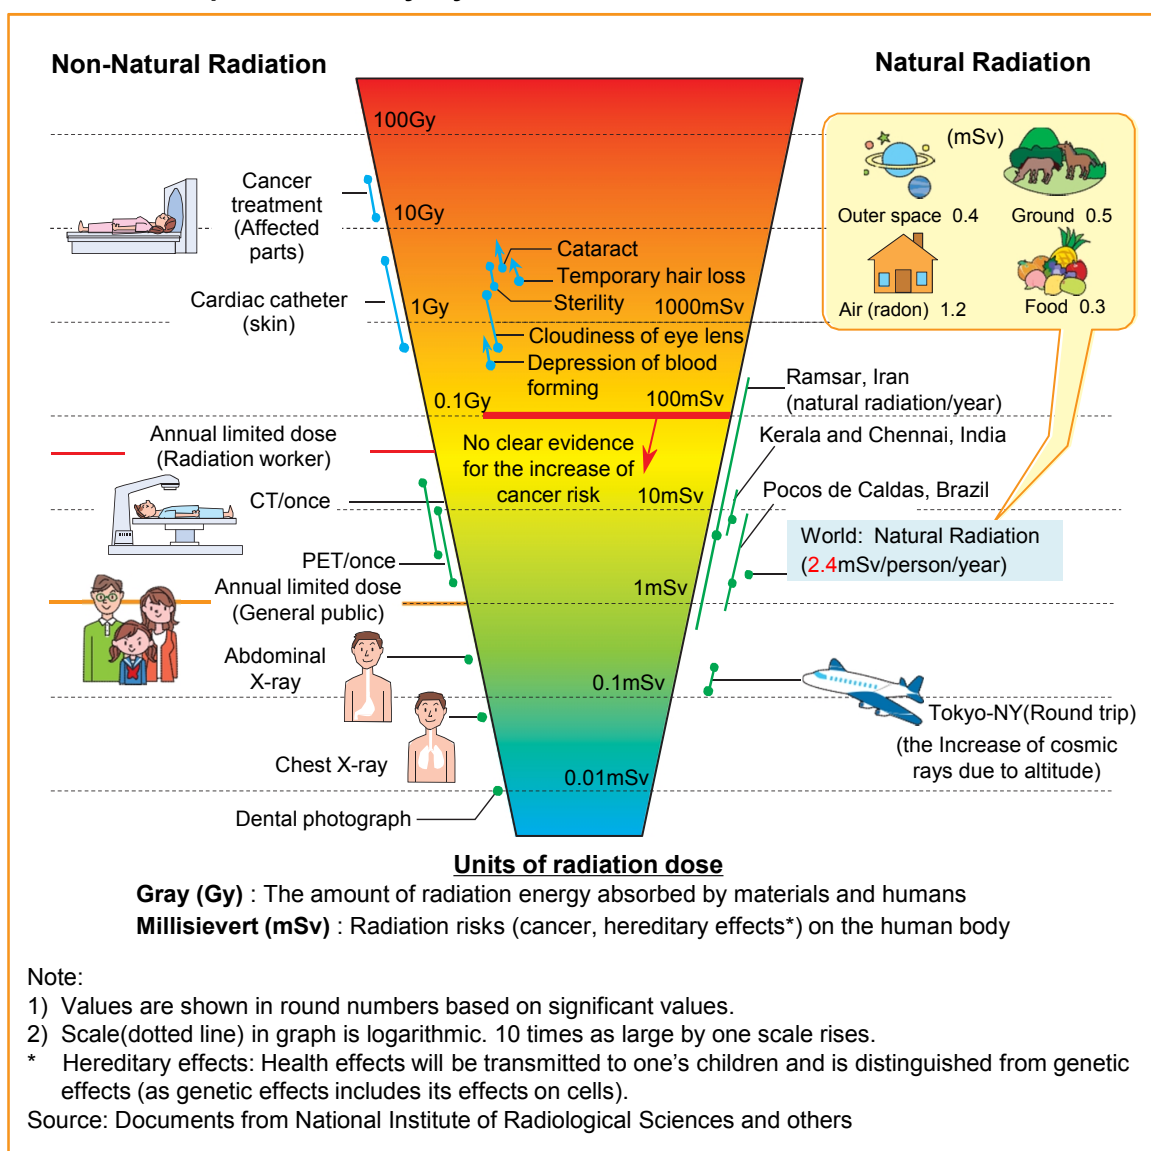 Non-Natural Radiation
Natural Radiation
100Gy
(mSv)
Outer space 0.4
Ground 0.5
Air (radon) 1.2
Food 0.3
Cancer
treatment
(Affected
parts)
10Gy
Cataract
Temporary hair loss
Sterility
Cardiac catheter
(skin)
1Gy
1000mSv
Cloudiness of eye lens
Depression of blood
forming
0.1Gy
100mSv
Ramsar, Iran
(natural radiation/year)
Annual limited dose
(Radiation worker)
No clear evidence
for the increase of
cancer risk
10mSv
Kerala and Chennai, India
CT/once
Pocos de Caldas, Brazil
World: Natural Radiation
(2.4mSv/person/year)
PET/once
Annual limited dose
(General public)
1mSv
Abdominal
X-ray
0.1mSv
Tokyo-NY(Round trip)
(the Increase of cosmic
rays due to altitude)
Chest X-ray
0.01mSv
Dental photograph
Units of radiation dose
Gray (Gy) : The amount of radiation energy absorbed by materials and humans
Millisievert (mSv) : Radiation risks (cancer, hereditary effects*) on the human body
Note:
1) Values are shown in round numbers based on significant values.
2) Scale(dotted line) in graph is logarithmic. 10 times as large by one scale rises.
* Hereditary effects: Health effects will be transmitted to one's children and is distinguished from genetic
effects (as genetic effects includes its effects on cells).
Source: Documents from National Institute of Radiological Sciences and others